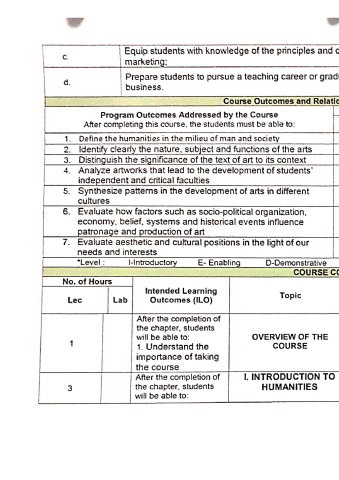 c.
Equip students with knowledge of the principles and
marketing;
d.
Prepare students to pursue a teaching career or
business.
Course Outcomes and
Program Outcomes Addressed by the Course
After completing this course, the students must be able to:
1. Define the humanities in the milieu of man and society
2. Identify clearly the nature, subject and functions of the arts
3. Distinguish the significance of the text of art to its context
4. Analyze artworks that lead to the development of students'
independent and critical faculties
5. Synthesize patterns in the development of arts in different
cultures
6. Evaluate how factors such as socio-political organization,
economy, belief, systems and historical events influence
patronage and production of art
7. Evaluate aesthetic and cultural positions in the light of our
needs and interests
*Level : I-Introductory E- Enabling D-Demonstrative
COURSE
No. of Hours
Lec
Lab
Intended Learning
Outcomes (ILO)
Topic
1
After the completion of
the chapter, students
will be able to:
1. Understand the
importance of taking
the course
OVERVIEW OF THE
COURSE
3
After the completion of
the chapter, students
will be able to:
I. INTRODUCTION TO
HUMANITIES